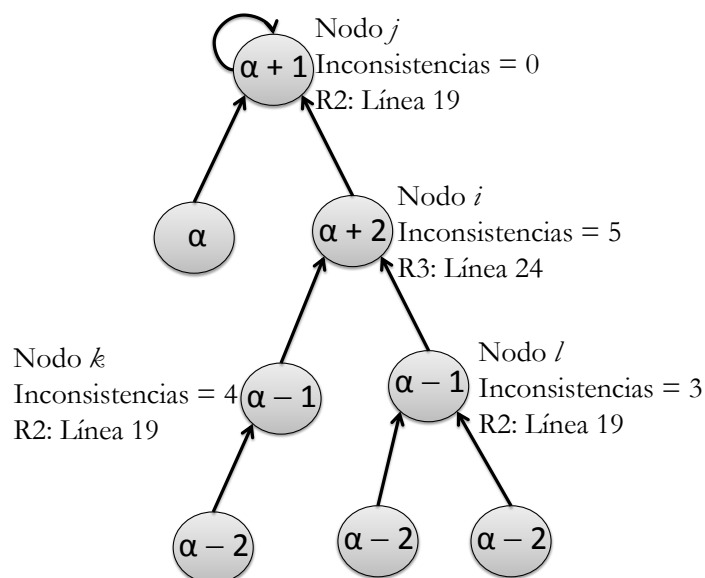 α + 1
Nodo j
Inconsistencias = 0
R2: Línea 19
α
α + 2
Nodo i
Inconsistencias = 5
R3: Línea 24
Nodo k
Inconsistencias = 4
R2: Línea 19
α − 1
α − 1
Nodo l
Inconsistencias = 3
R2: Línea 19
α − 2
α − 2
α − 2